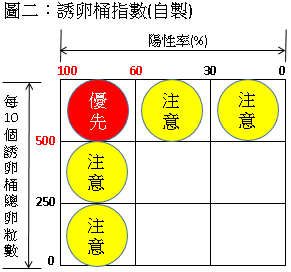 圖二：誘卵桶指數(自製)
陽性率(%)
100 60 30 0
每10個誘卵桶總卵粒數
500
250
0
優先
注意
注意
注意
注意